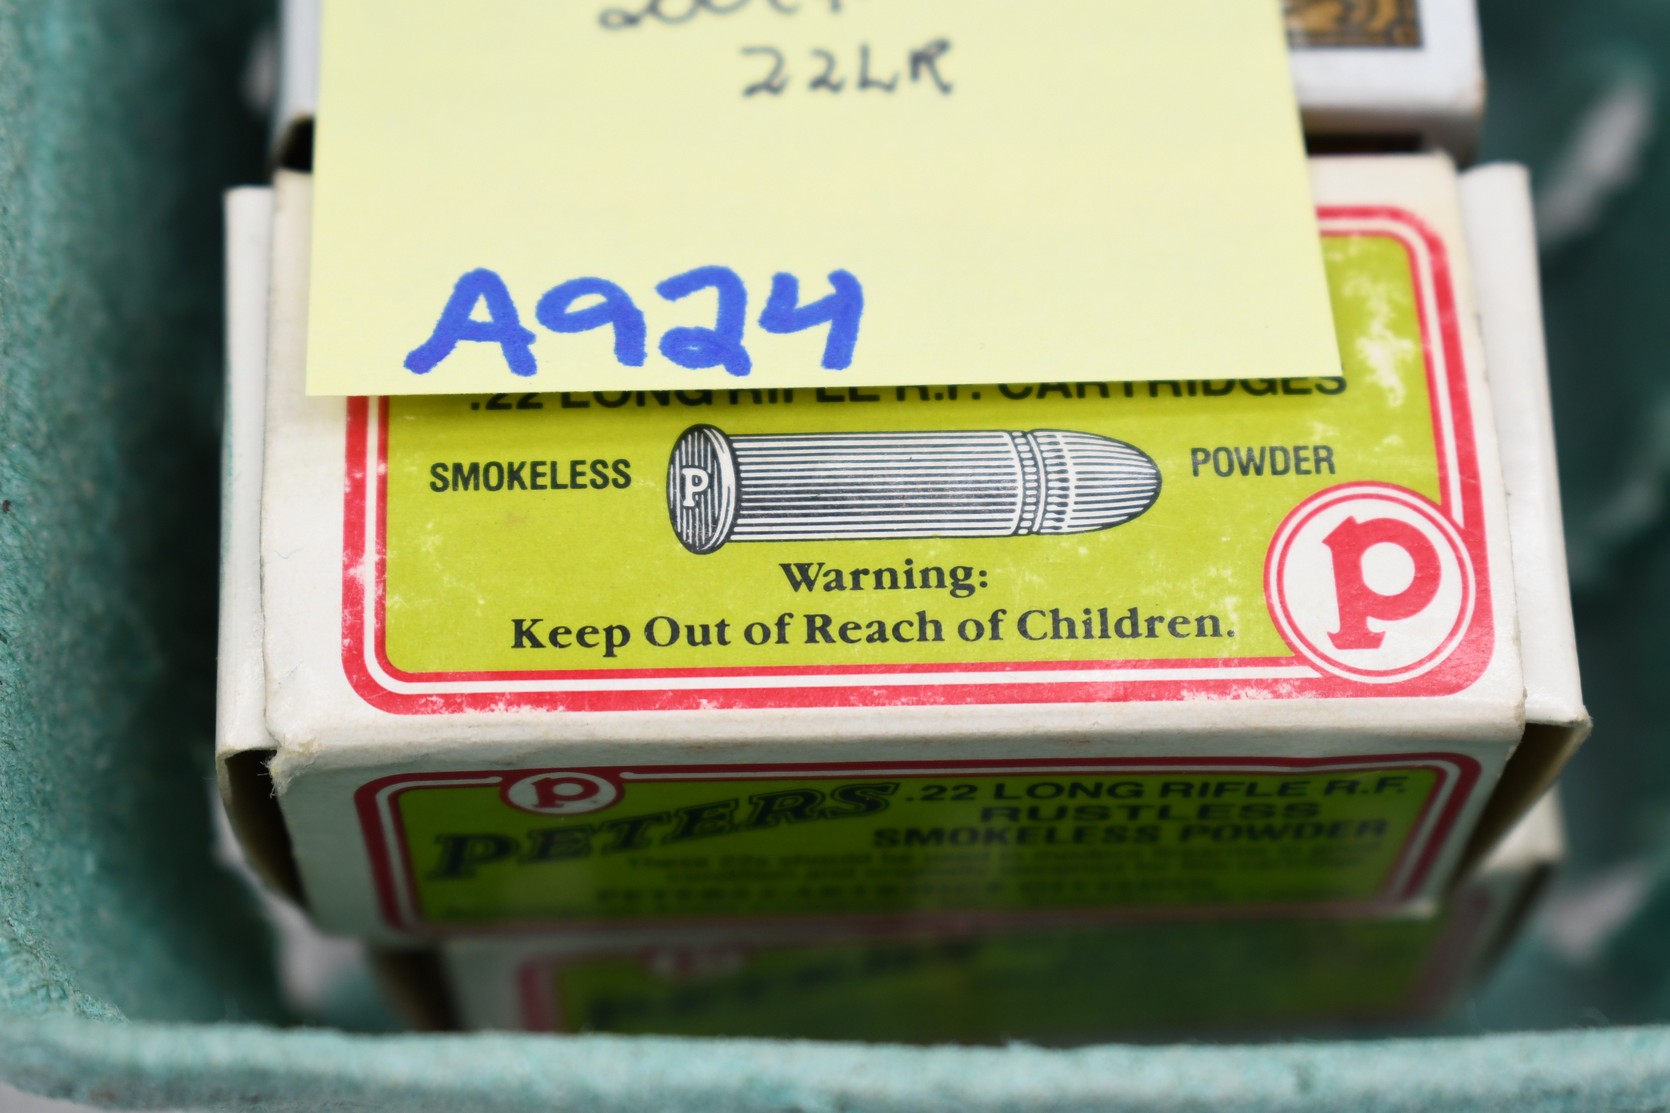 200ct
22LR
A924
.22 LONG RIFLE R.F. CARTRIDGES
SMOKELESS
P
POWDER
Warning:
Keep Out of Reach of Children.
P
P
PETERS
.22 LONG RIFLE R.F.
RUSTLESS
SMOKELESS POWDER